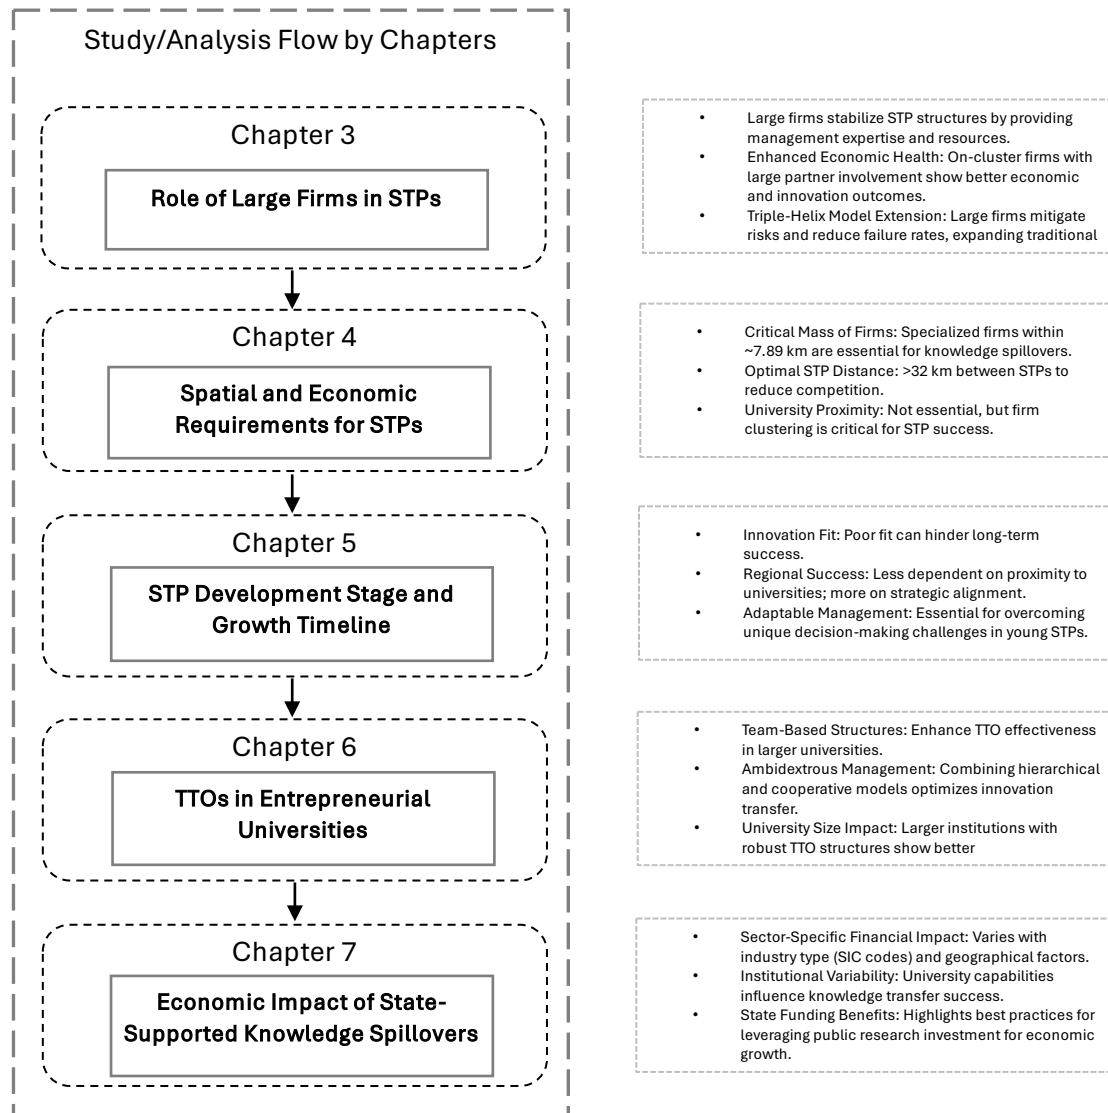 Study/Analysis Flow by Chapters
Chapter 3
Role of Large Firms in STPs
• Large firms stabilize STP structures by providing
management expertise and resources.
• Enhanced Economic Health: On-cluster firms with
large partner involvement show better economic
and innovation outcomes.
• Triple-Helix Model Extension: Large firms mitigate
risks and reduce failure rates, expanding traditional
Chapter 4
Spatial and Economic
Requirements for STPs
• Critical Mass of Firms: Specialized firms within
~7.89 km are essential for knowledge spillovers.
• Optimal STP Distance: >32 km between STPs to
reduce competition.
• University Proximity: Not essential, but firm
clustering is critical for STP success.
Chapter 5
STP Development Stage and
Growth Timeline
• Innovation Fit: Poor fit can hinder long-term
success.
• Regional Success: Less dependent on proximity to
universities; more on strategic alignment.
• Adaptable Management: Essential for overcoming
unique decision-making challenges in young STPs.
Chapter 6
TTOs in Entrepreneurial
Universities
• Team-Based Structures: Enhance TTO effectiveness
in larger universities.
• Ambidextrous Management: Combining hierarchical
and cooperative models optimizes innovation
transfer.
• University Size Impact: Larger institutions with
robust TTO structures show better
Chapter 7
Economic Impact of State-
Supported Knowledge Spillovers
• Sector-Specific Financial Impact: Varies with
industry type (SIC codes) and geographical factors.
• Institutional Variability: University capabilities
influence knowledge transfer success.
• State Funding Benefits: Highlights best practices for
leveraging public research investment for economic
growth.